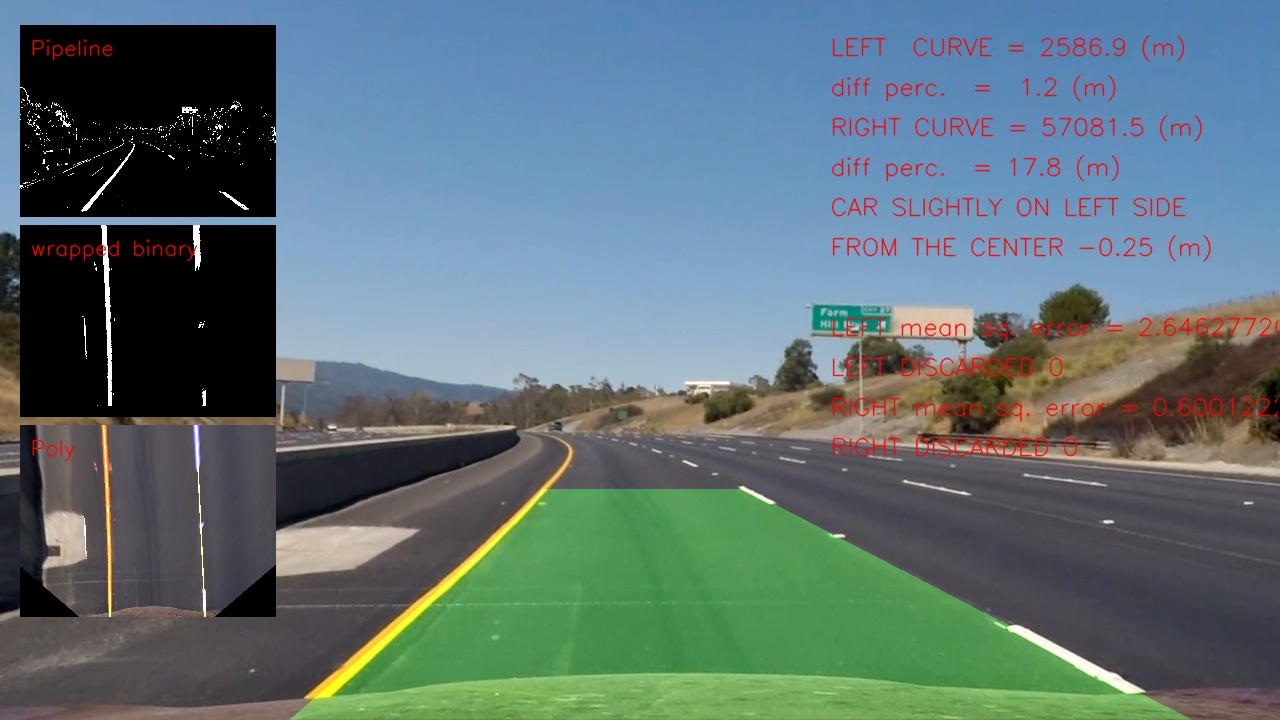 Pipeline
wrapped binary
Poly
LEFT CURVE = 2586.9 (m)
diff perc. = 1.2 (m)
RIGHT CURVE = 57081.5 (m)
diff perc. = 17.8 (m)
CAR SLIGHTLY ON LEFT SIDE
FROM THE CENTER -0.25 (m)
Farm
LEFT mean sq. error = 2.6462772
LEFT DISCARDED 0
RIGHT mean sq. error = 0.600122
RIGHT DISCARDED 0